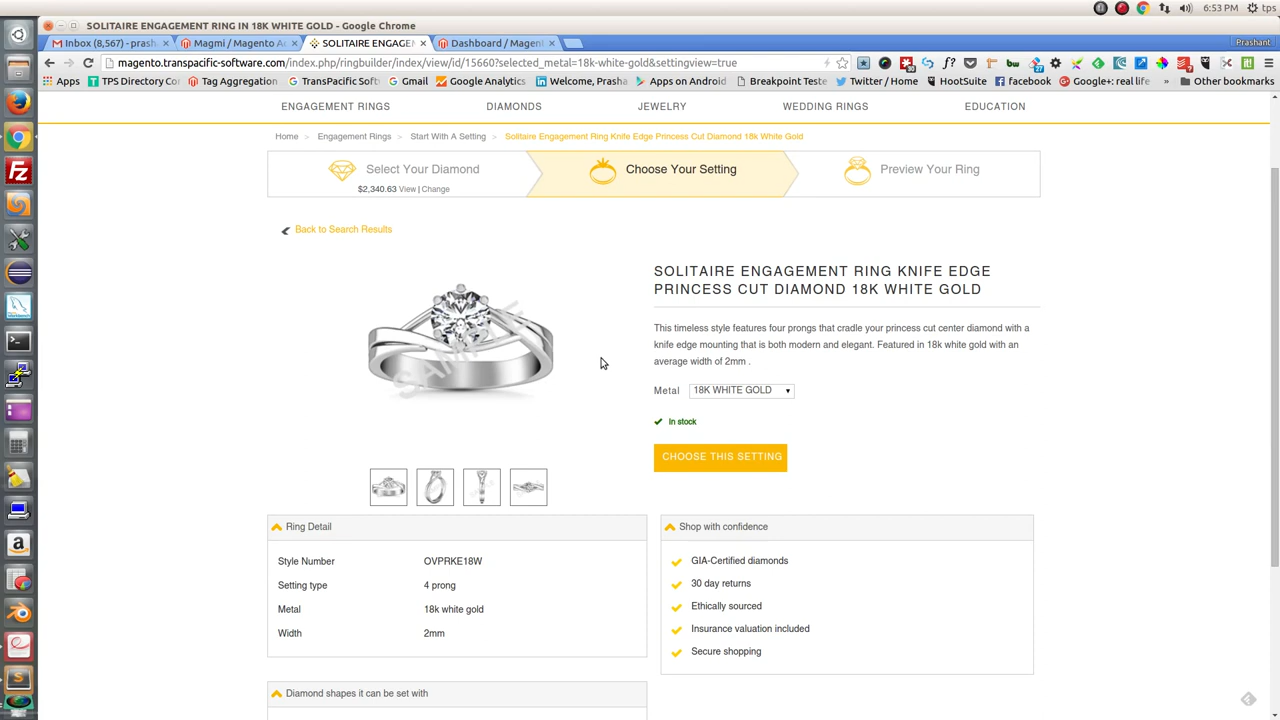 6:53 PM tps
SOLITAIRE ENGAGEMENT RING IN 18K WHITE GOLD - Google Chrome
Inbox (8,567) - prash
Magmi / Magento Ad
SOLITAIRE ENGAGEM
Dashboard / Magent
Prashant
magento.transpacific-software.com/index.php/ringbuilder/index/view/id/15660?selected_metal=18k-white-gold&settingview=true
Apps TPS Directory Co Tag Aggregation TransPacific Soft Gmail Google Analytics Welcome, Prasha Android Breakpoint Teste Twitter / Home HootSuite facebook Google+: real life Other bookmarks
ENGAGEMENT RINGS DIAMONDS JEWELRY WEDDING RINGS EDUCATION
Home > Engagement Rings > Start With A Setting > Solitaire Engagement Ring Knife Edge Princess Cut Diamond 18k White Gold
Select Your Diamond
$2,340.63 View | Change
Choose Your Setting
Preview Your Ring
Back to Search Results
SAMPLE
SOLITAIRE ENGAGEMENT RING KNIFE EDGE
PRINCESS CUT DIAMOND 18K WHITE GOLD
This timeless style features four prongs that cradle your princess cut center diamond with a
knife edge mounting that is both modern and elegant. Featured in 18k white gold with an
average width of 2mm .
Metal 18K WHITE GOLD
In stock
CHOOSE THIS SETTING
Ring Detail
Style Number OVPRKE18W
Setting type 4 prong
Metal 18k white gold
Width 2mm
Shop with confidence
GIA-Certified diamonds
30 day returns
Ethically sourced
Insurance valuation included
Secure shopping
Diamond shapes it can be set with